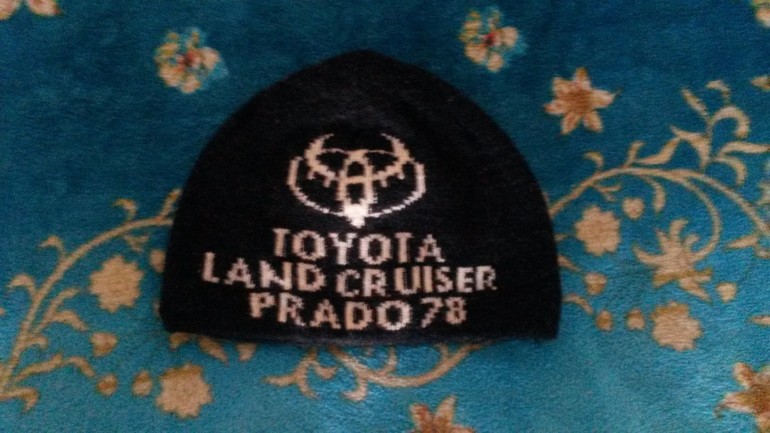 TOYOTA
LAND CRUISER
PRADO 78